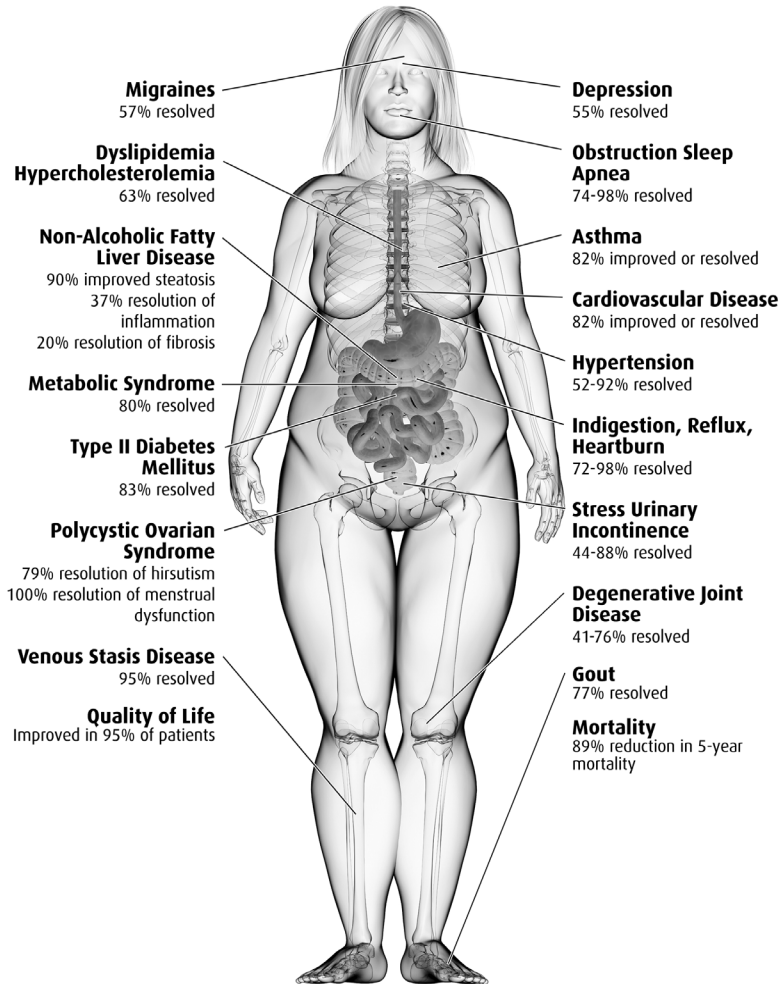 Migraines
57% resolved
Dyslipidemia
Hypercholesterolemia
63% resolved
Non-Alcoholic Fatty
Liver Disease
90% improved steatosis
37% resolution of
inflammation
20% resolution of fibrosis
Metabolic Syndrome
80% resolved
Type II Diabetes
Mellitus
83% resolved
Polycystic Ovarian
Syndrome
79% resolution of hirsutism
100% resolution of menstrual
dysfunction
Venous Stasis Disease
95% resolved
Quality of Life
Improved in 95% of patients
Depression
55% resolved
Obstruction Sleep
Apnea
74-98% resolved
Asthma
82% improved or resolved
Cardiovascular Disease
82% improved or resolved
Hypertension
52-92% resolved
Indigestion, Reflux,
Heartburn
72-98% resolved
Stress Urinary
Incontinence
44-88% resolved
Degenerative Joint
Disease
41-76% resolved
Gout
77% resolved
Mortality
89% reduction in 5-year
mortality